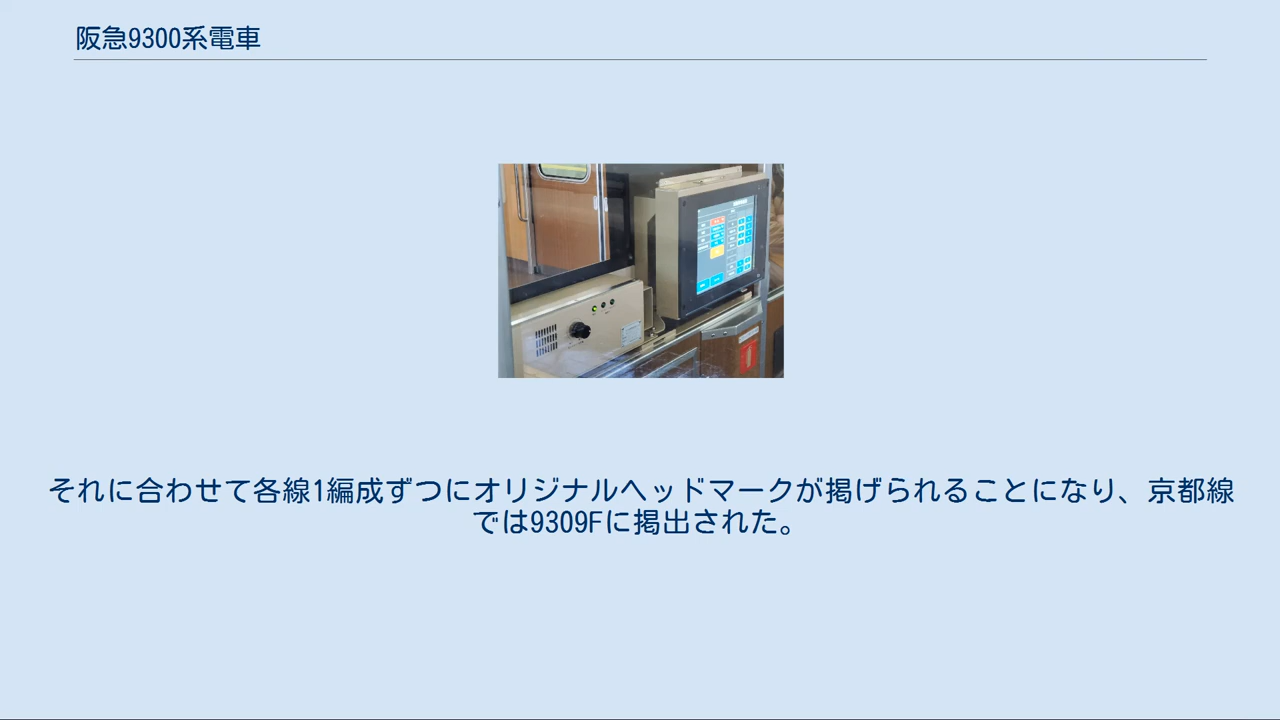 阪急9300系電車
それに合わせて各線1編成ずつにオリジナルヘッドマークが掲げられることになり、京都線
では9309Fに掲出された。